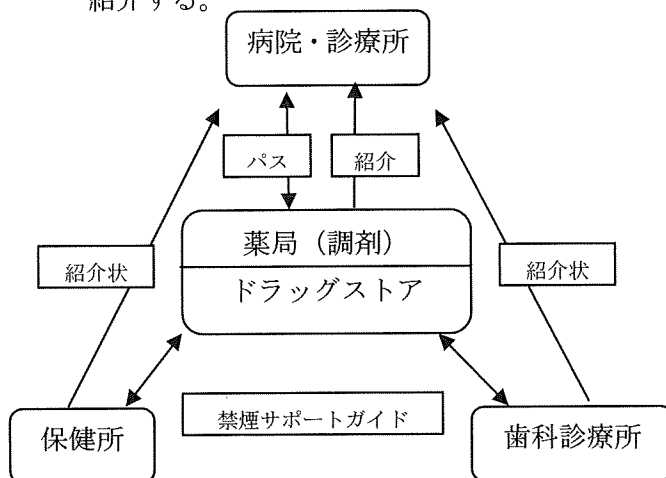 紹介する。
病院・診療所
パス
紹介
薬局（調剤）
ドラッグストア
紹介状
紹介状
禁煙サポートガイド
保健所
歯科診療所